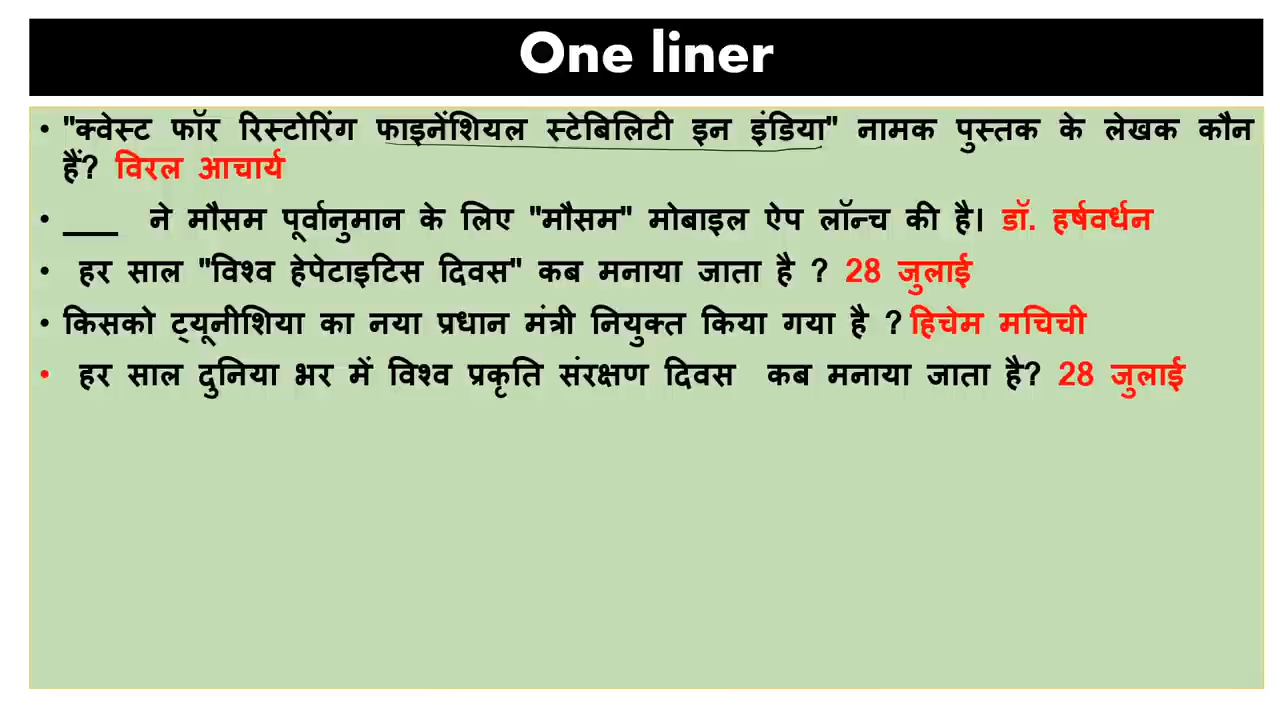 One liner
• "क्वेस्ट फॉर रिस्टोरिंग फाइनेंशियल स्टेबिलिटी इन इंडिया" नामक पुस्तक के लेखक कौन
हैं? विरल आचार्य
• ___ ने मौसम पूर्वानुमान के लिए "मौसम" मोबाइल ऐप लॉन्च की है। डॉ. हर्षवर्धन
• हर साल "विश्व हेपेटाइटिस दिवस" कब मनाया जाता है ? 28 जुलाई
• किसको ट्यूनीशिया का नया प्रधान मंत्री नियुक्त किया गया है ? हिचेम मचिची
• हर साल दुनिया भर में विश्व प्रकृति संरक्षण दिवस कब मनाया जाता है? 28 जुलाई